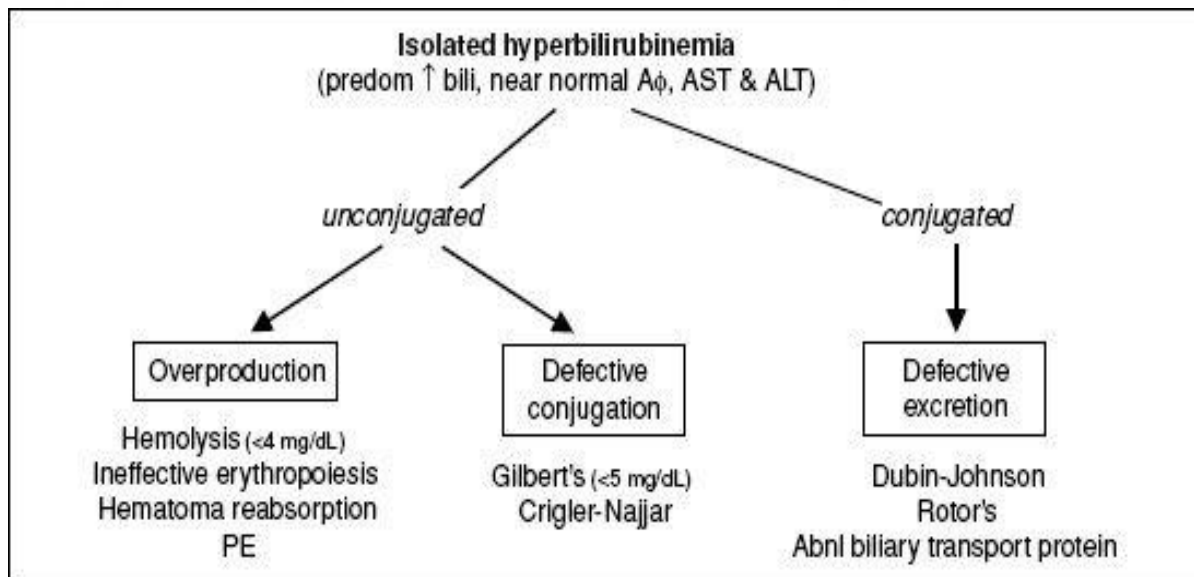 Isolated hyperbilirubinemia
(predom ↑ bili, near normal Aϕ, AST & ALT)
unconjugated
conjugated
Overproduction
Hemolysis (<4 mg/dL)
Ineffective erythropoiesis
Hematoma reabsorption
PE
Defective
conjugation
Gilbert's (<5 mg/dL)
Crigler-Najjar
Defective
excretion
Dubin-Johnson
Rotor's
Abnl biliary transport protein